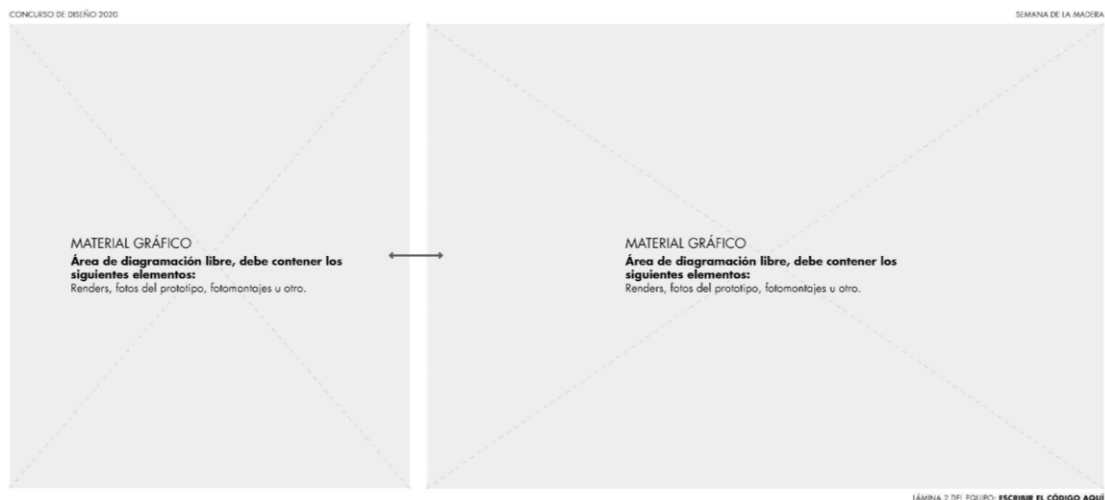 CONCURSO DE DISEÑO 2020
SEMANA DE LA MADERA
MATERIAL GRÁFICO
Área de diagramación libre, debe contener los
siguientes elementos:
Renders, fotos del prototipo, fotomontajes u otro.
MATERIAL GRÁFICO
Área de diagramación libre, debe contener los
siguientes elementos:
Renders, fotos del prototipo, fotomontajes u otro.
LÁMINA 2 DEL EQUIPO: ESCRIBIR EL CÓDIGO AQUÍ